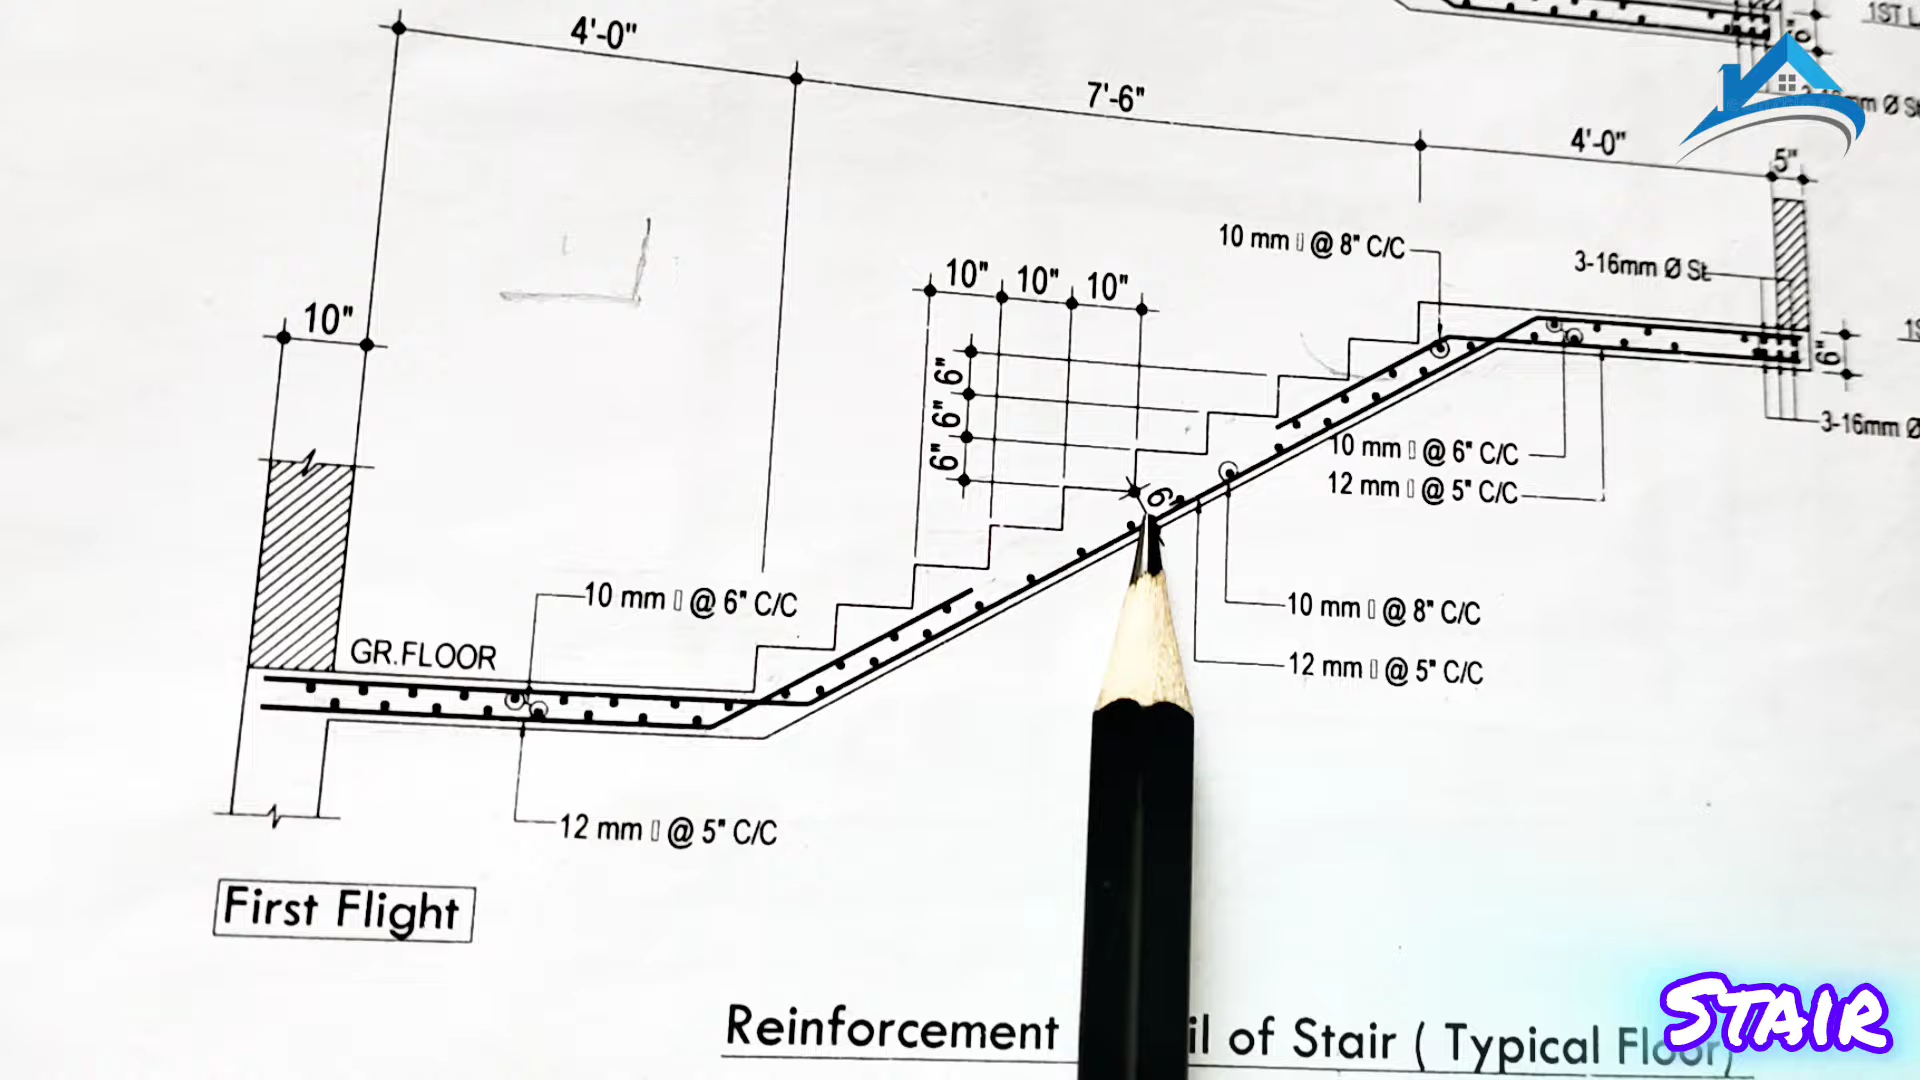 4'-0"
7'-6"
4'-0"
5"
1ST L
10 mm ▯ @ 8" C/C
3-16mm Ø St.
10" 10" 10"
10"
6" 6" 6"
6"
6"
10 mm ▯ @ 6" C/C
12 mm ▯ @ 5" C/C
3-16mm Ø
10 mm ▯ @ 6" C/C
10 mm ▯ @ 8" C/C
12 mm ▯ @ 5" C/C
GR.FLOOR
12 mm ▯ @ 5" C/C
First Flight
Reinforcement il of Stair ( Typical Floor)
STAIR